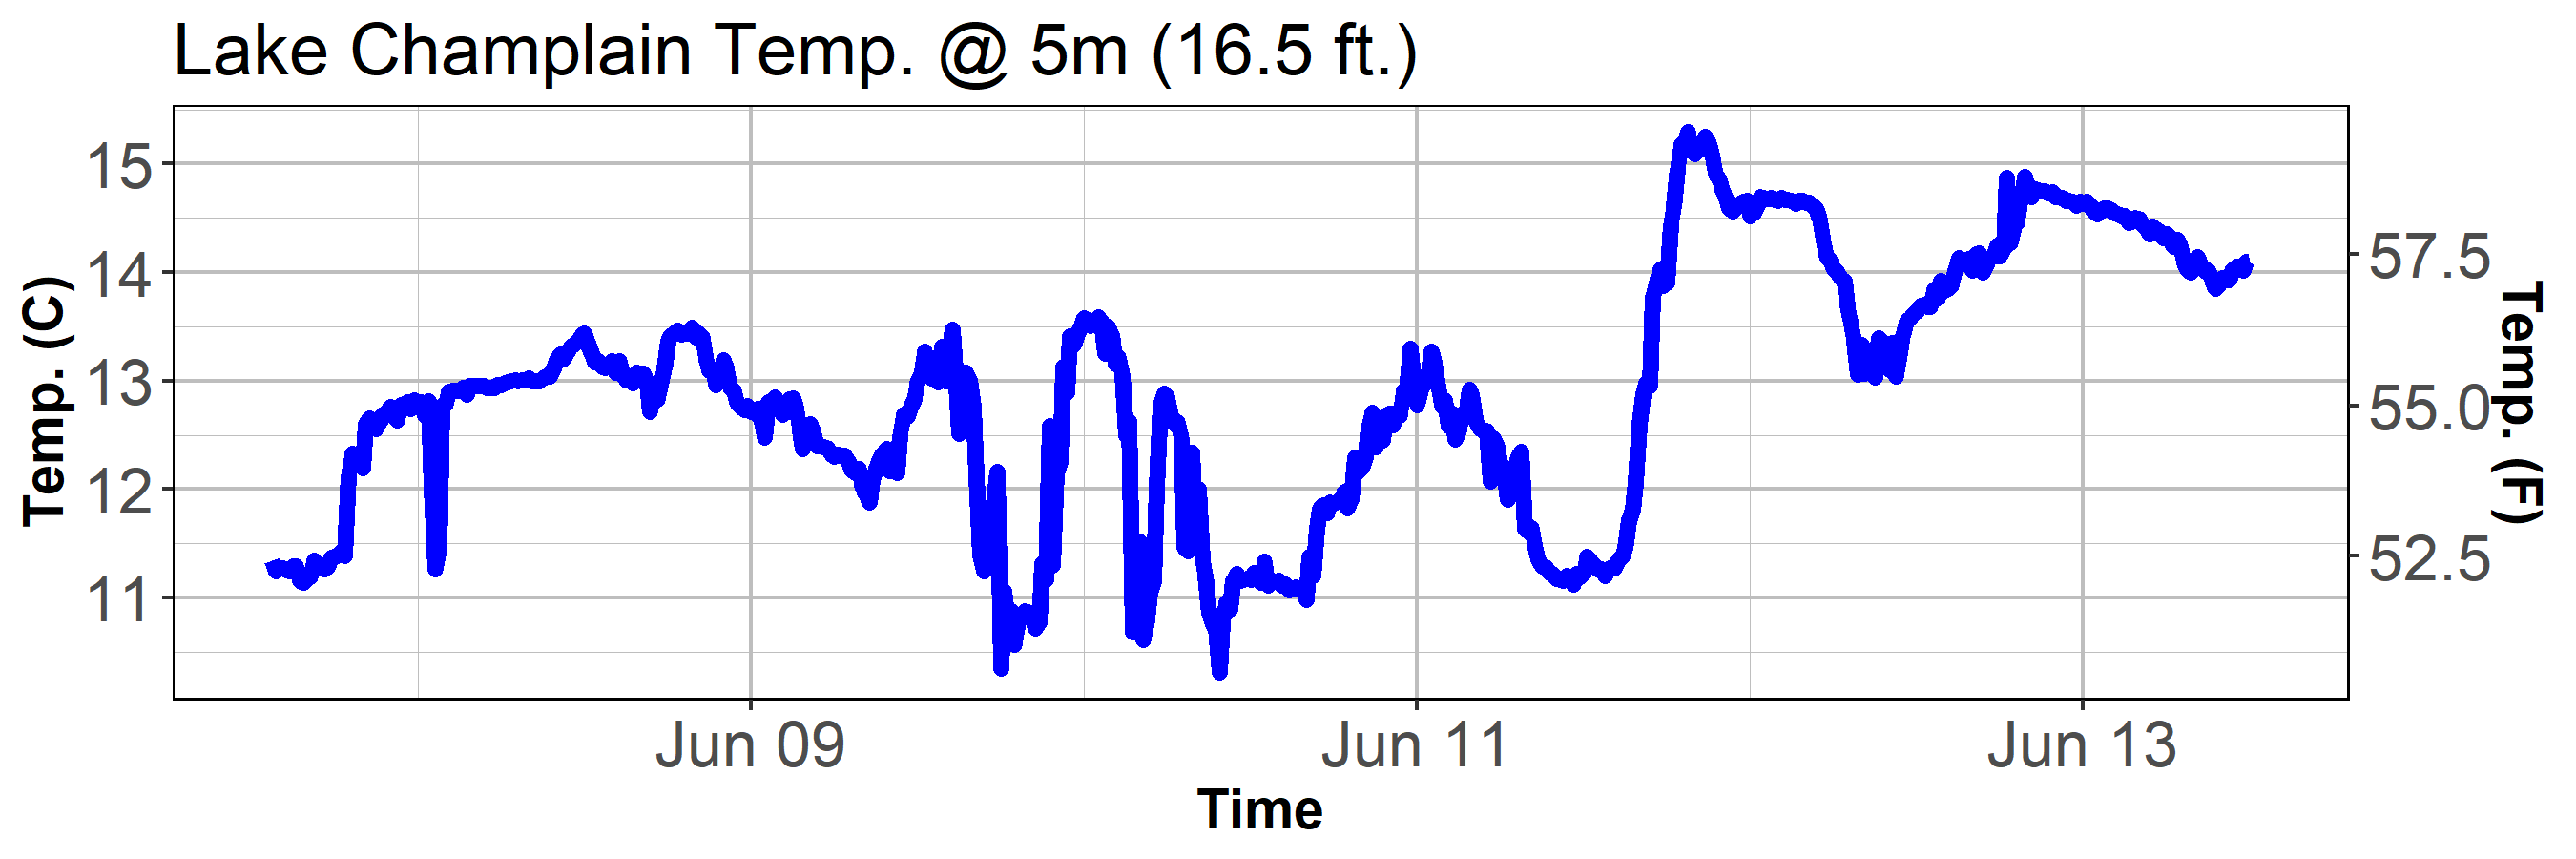 Lake Champlain Temp. @ 5m (16.5 ft.)
Temp. (C)
15
14
13
12
11
57.5
55.0
52.5
Temp. (F)
Jun 09
Jun 11
Jun 13
Time